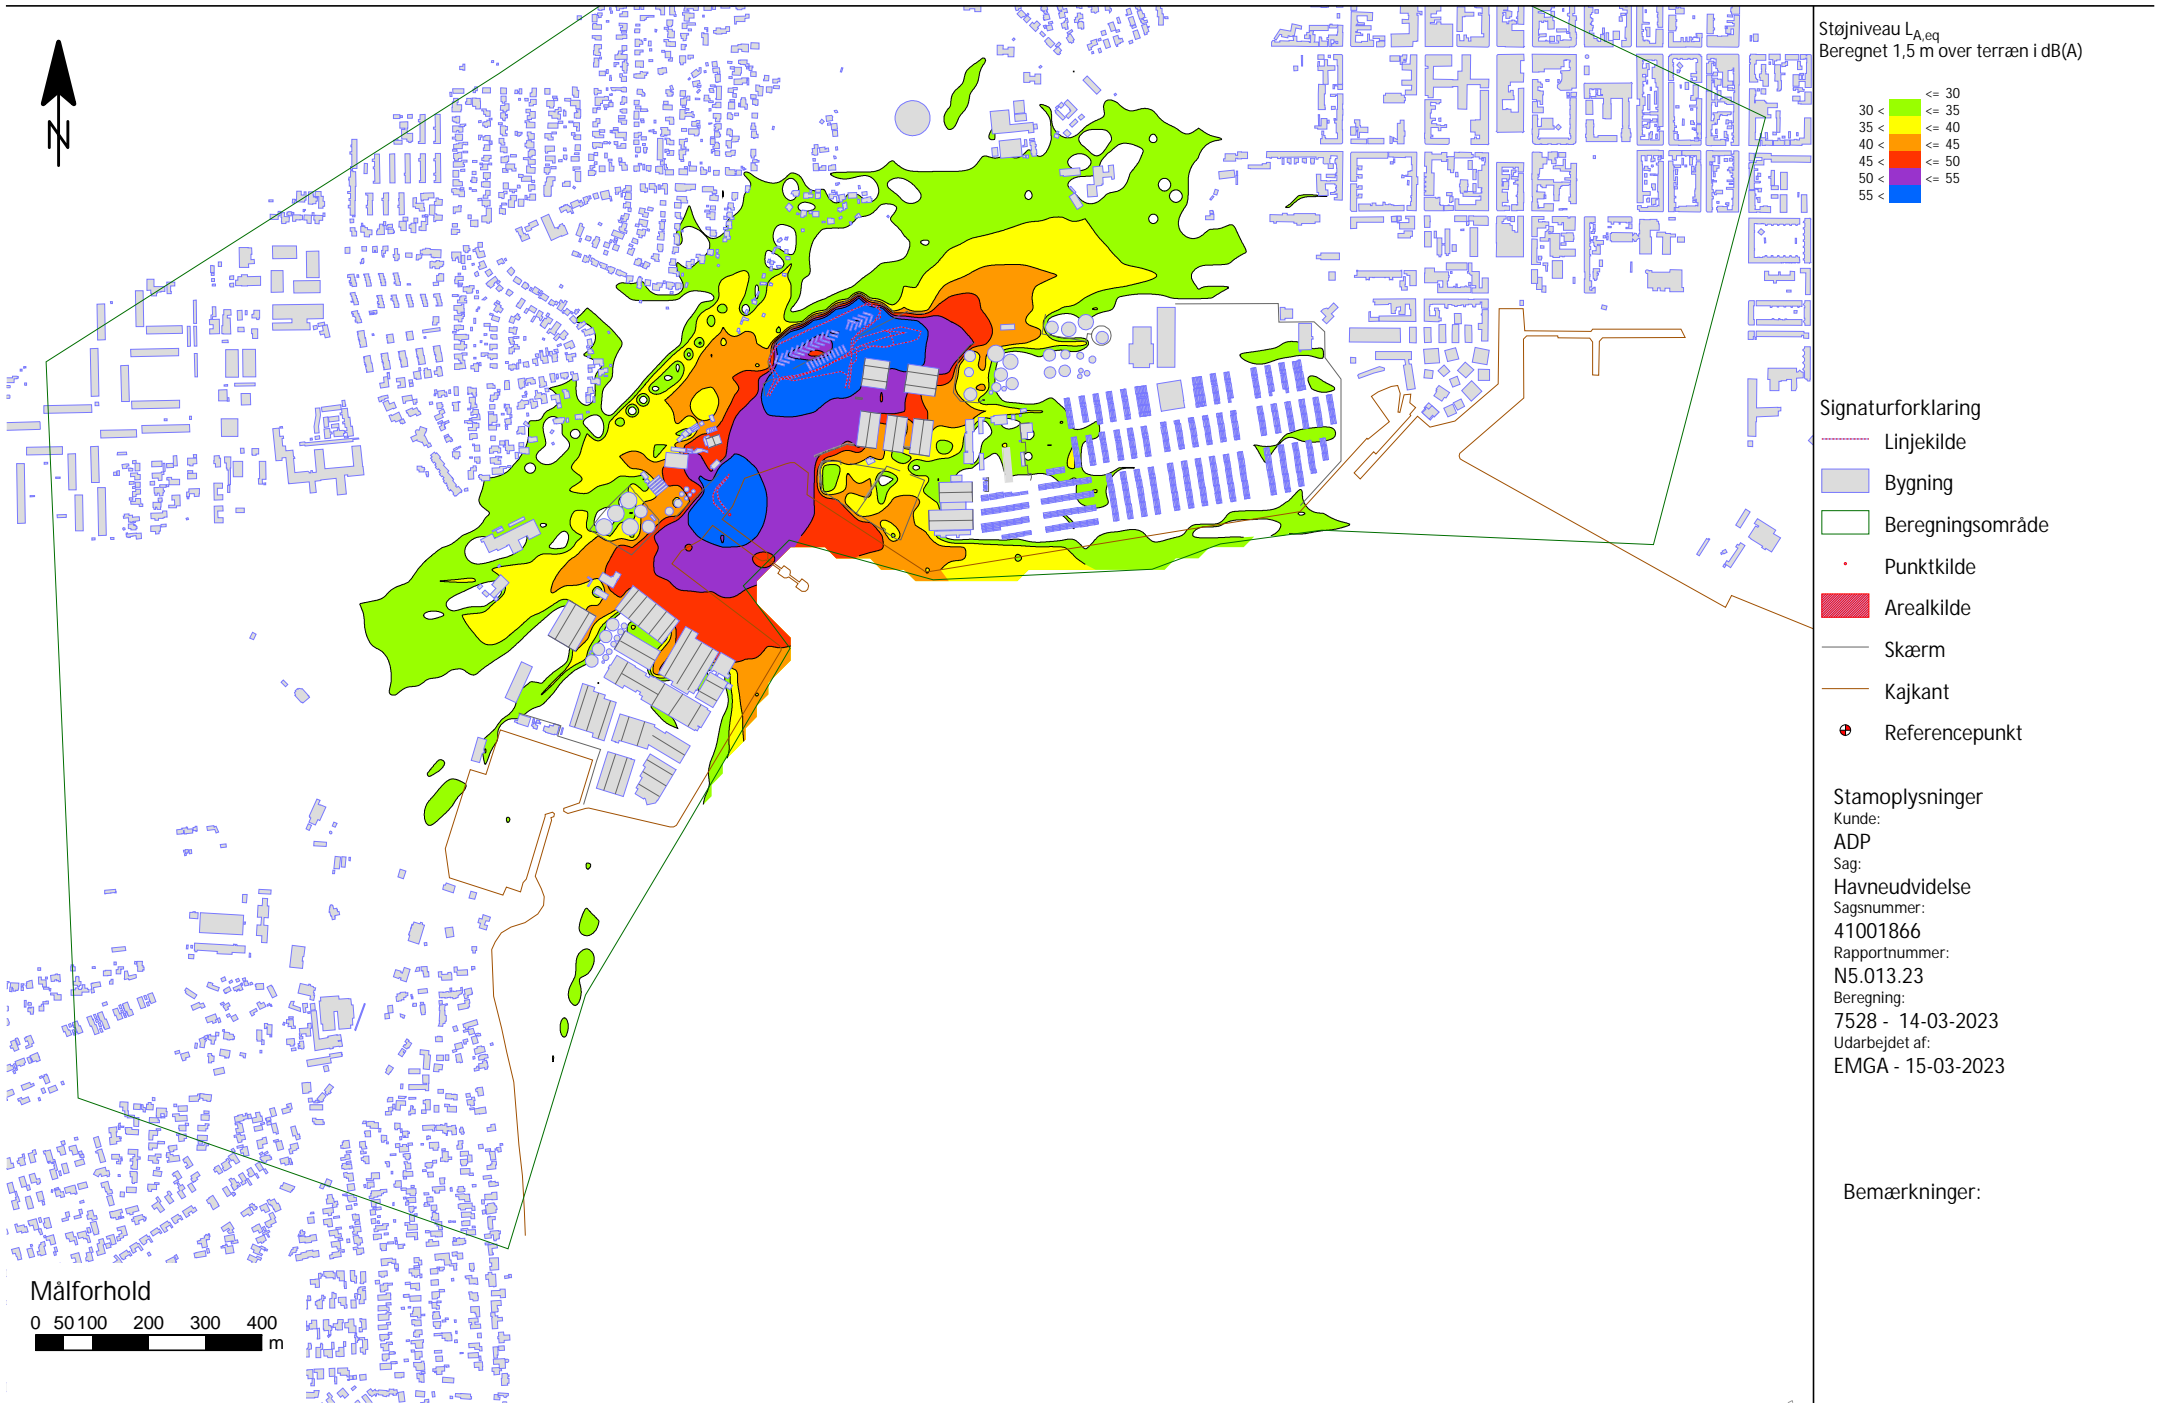 N
Støjniveau LA,eq
Beregnet 1,5 m over terræn i dB(A)
<= 30
30 < <= 35
35 < <= 40
40 < <= 45
45 < <= 50
50 < <= 55
55 <
Signaturforklaring
Linjekilde
Bygning
Beregningsområde
Punktkilde
Arealkilde
Skærm
Kajkant
Referencepunkt
Stamoplysninger
Kunde:
ADP
Sag:
Havneudvidelse
Sagsnummer:
41001866
Rapportnummer:
N5.013.23
Beregning:
7528 - 14-03-2023
Udarbejdet af:
EMGA - 15-03-2023
Bemærkninger:
Målforhold
0 50 100 200 300 400
m